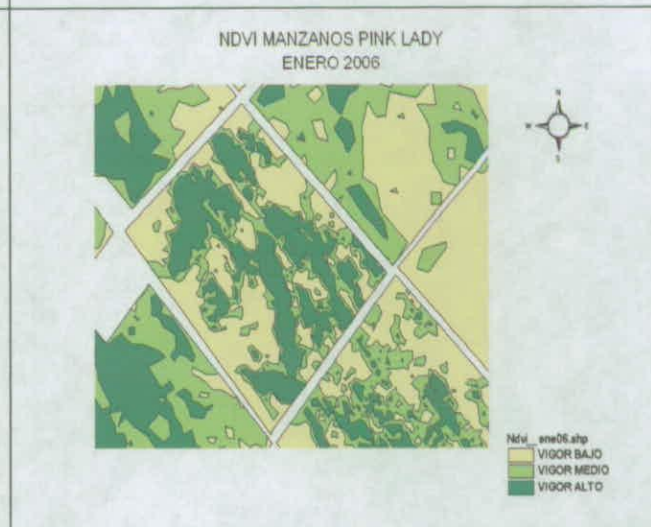 NDVI MANZANOS PINK LADY
ENERO 2006
N
W E
S
Ndvi_ene06.shp
VIGOR BAJO
VIGOR MEDIO
VIGOR ALTO